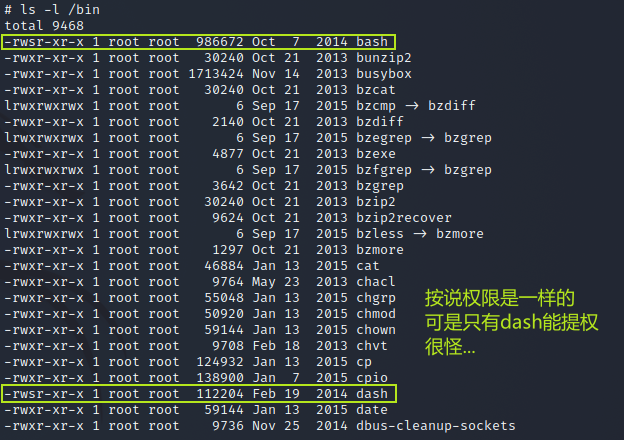 # ls -l /bin
total 9468
-rwsr-xr-x 1 root root  986672 Oct  7  2014 bash
-rwxr-xr-x 1 root root   30240 Oct 21  2013 bunzip2
-rwxr-xr-x 1 root root 1713424 Nov 14  2013 busybox
-rwxr-xr-x 1 root root   30240 Oct 21  2013 bzcat
lrwxrwxrwx 1 root root       6 Sep 17  2015 bzcmp -> bzdiff
-rwxr-xr-x 1 root root    2140 Oct 21  2013 bzdiff
lrwxrwxrwx 1 root root       6 Sep 17  2015 bzegrep -> bzgrep
-rwxr-xr-x 1 root root    4877 Oct 21  2013 bzexe
lrwxrwxrwx 1 root root       6 Sep 17  2015 bzfgrep -> bzgrep
-rwxr-xr-x 1 root root    3642 Oct 21  2013 bzgrep
-rwxr-xr-x 1 root root   30240 Oct 21  2013 bzip2
-rwxr-xr-x 1 root root    9624 Oct 21  2013 bzip2recover
lrwxrwxrwx 1 root root       6 Sep 17  2015 bzless -> bzmore
-rwxr-xr-x 1 root root    1297 Oct 21  2013 bzmore
-rwxr-xr-x 1 root root   46884 Jan 13  2015 cat
-rwxr-xr-x 1 root root    9764 May 23  2013 chacl
-rwxr-xr-x 1 root root   55048 Jan 13  2015 chgrp
-rwxr-xr-x 1 root root   50920 Jan 13  2015 chmod
-rwxr-xr-x 1 root root   59144 Jan 13  2015 chown
-rwxr-xr-x 1 root root    9708 Feb 18  2013 chvt
-rwxr-xr-x 1 root root  124932 Jan 13  2015 cp
-rwxr-xr-x 1 root root  138900 Jan  7  2015 cpio
-rwsr-xr-x 1 root root  112204 Feb 19  2014 dash
-rwxr-xr-x 1 root root   59144 Jan 13  2015 date
-rwxr-xr-x 1 root root    9736 Nov 25  2014 dbus-cleanup-sockets
按说权限是一样的
可是只有dash能提权
很怪...